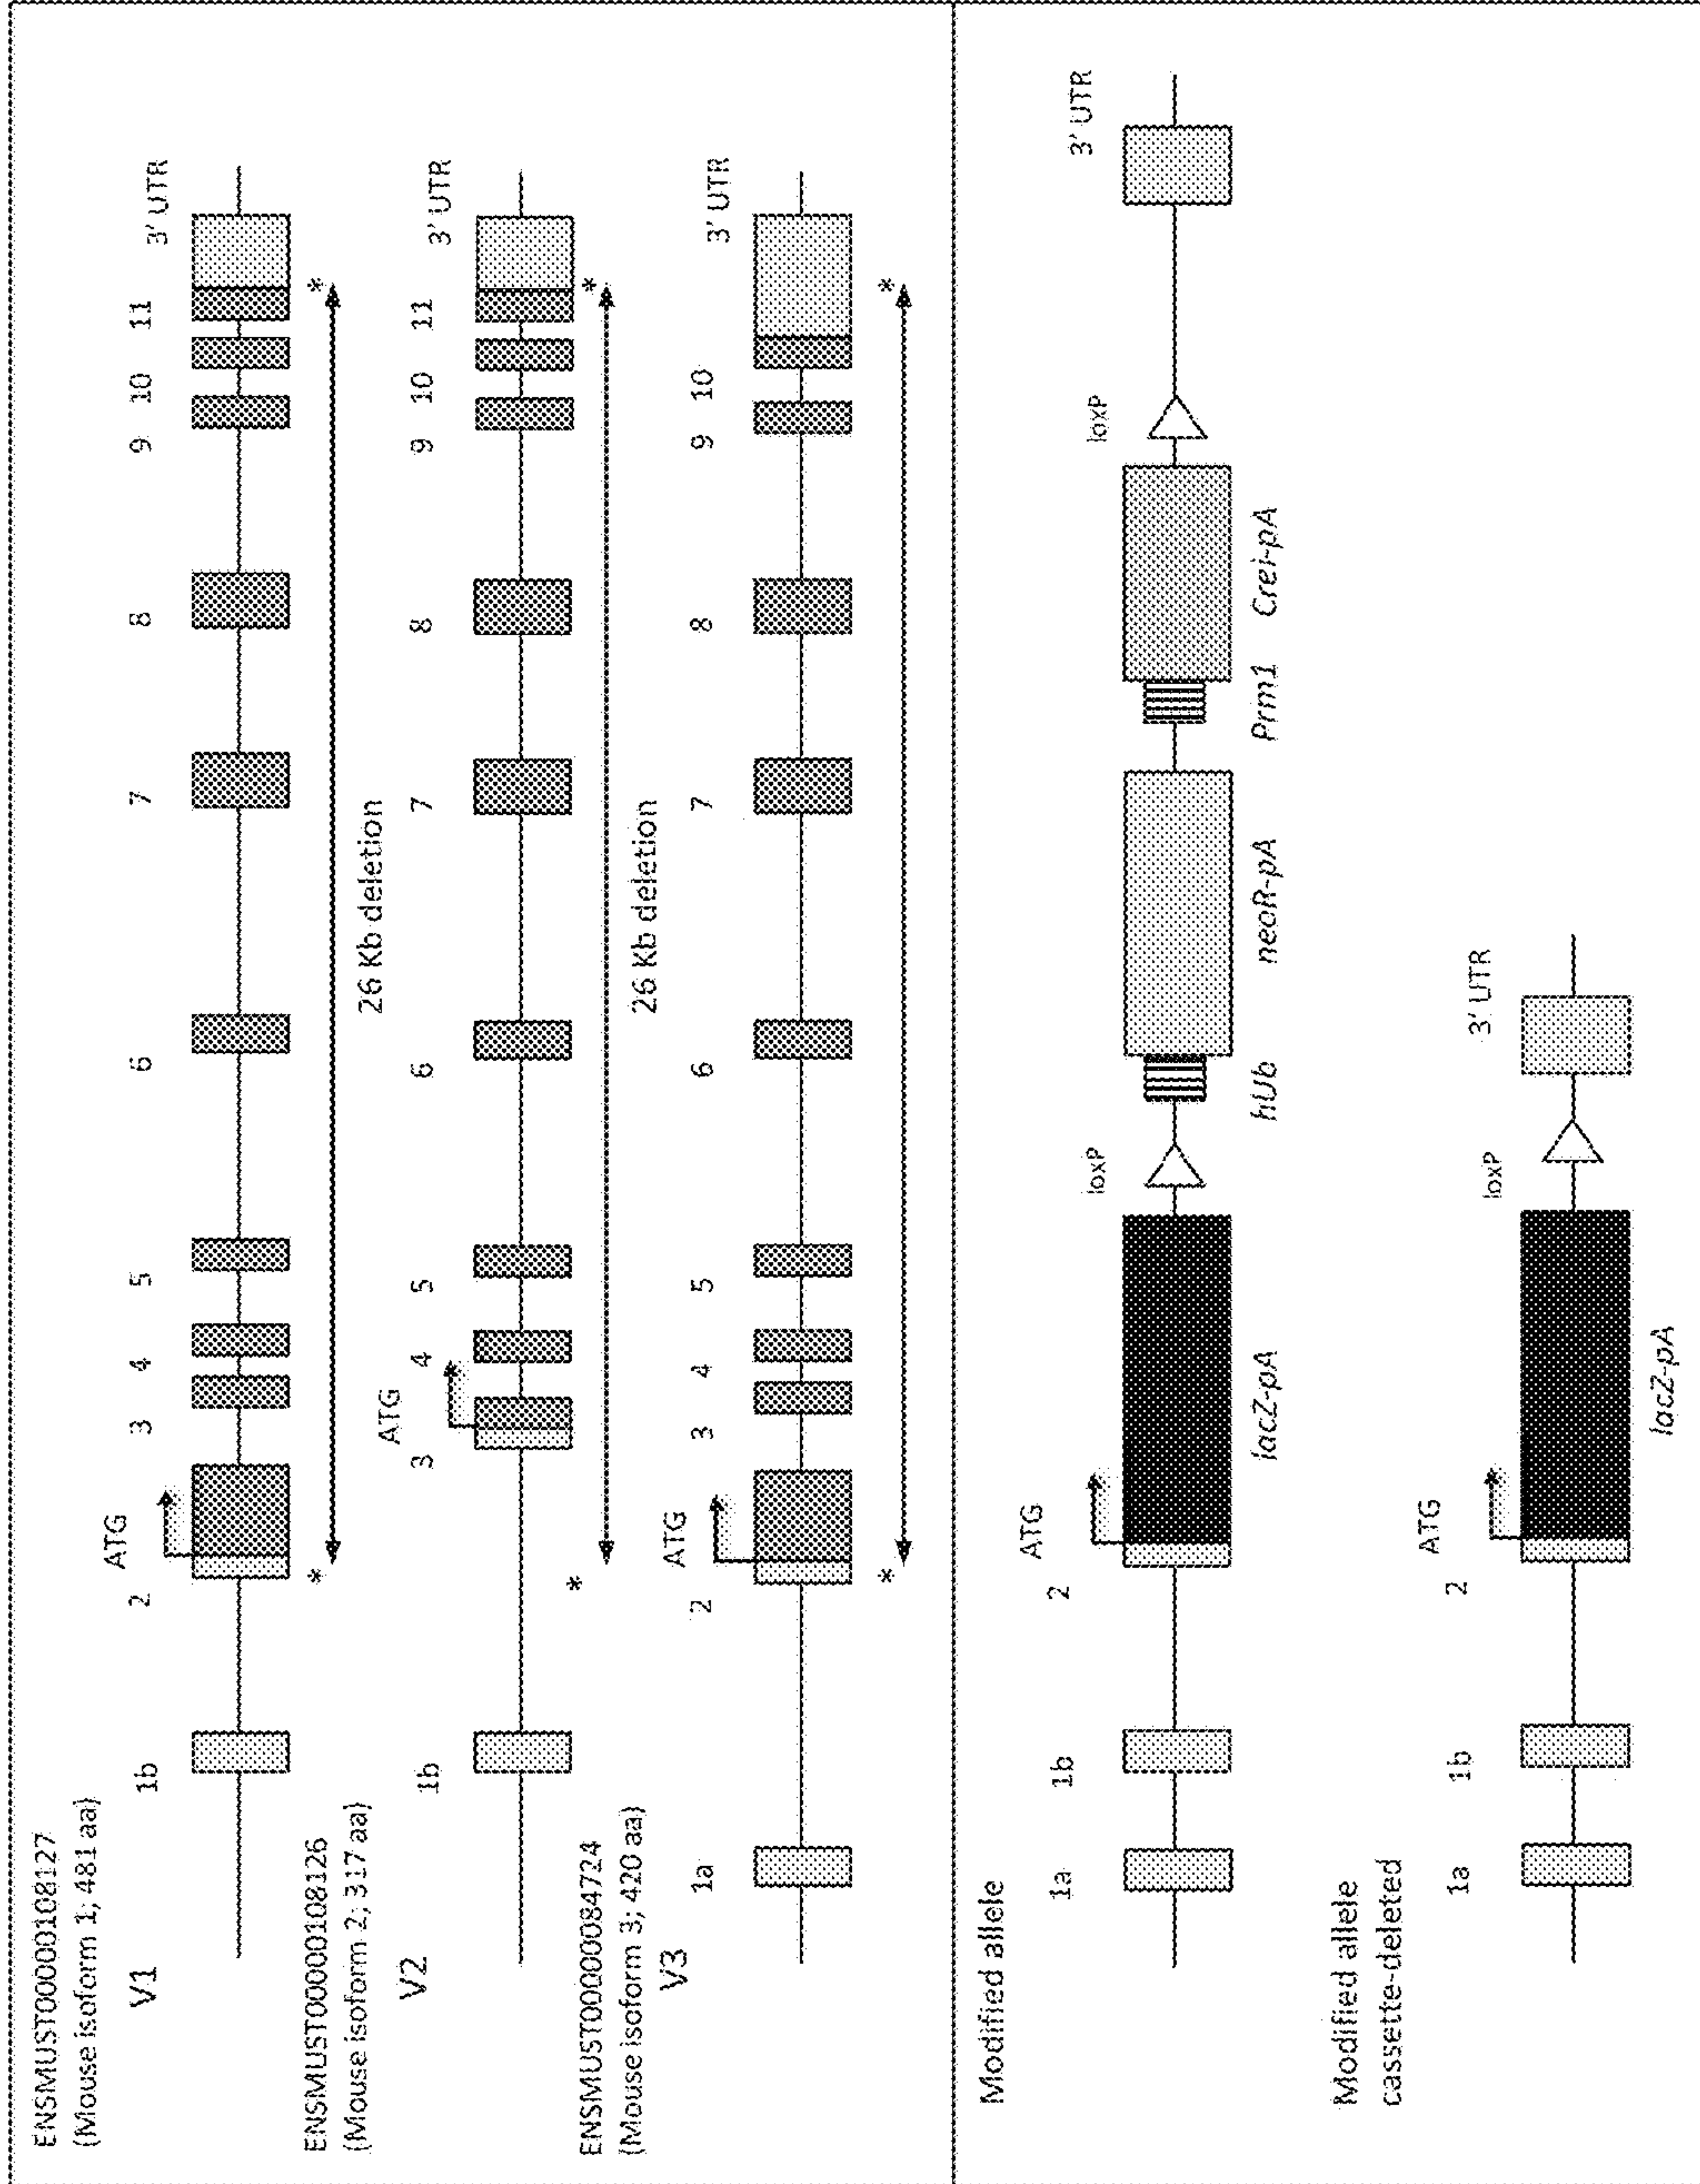 ENSMUST00000108127
(Mouse isoform 1; 481 aa)
V1
1b 2 ATG 3 4 5 6 7 8 9 10 11 3' UTR
* *
26 Kb deletion
ENSMUST00000108126
(Mouse isoform 2; 317 aa)
V2
1b 3 ATG 4 5 6 7 8 9 10 11 3' UTR
* *
26 Kb deletion
ENSMUST00000084724
(Mouse isoform 3; 420 aa)
V3
1a 2 ATG 3 4 5 6 7 8 9 10 3' UTR
* *
Modified allele
1a 1b 2 ATG loxP loxP 3' UTR
lacZ-pA hUb neoR-pA Prm1 Crei-pA
Modified allele
cassette-deleted
1a 1b 2 ATG loxP 3' UTR
lacZ-pA